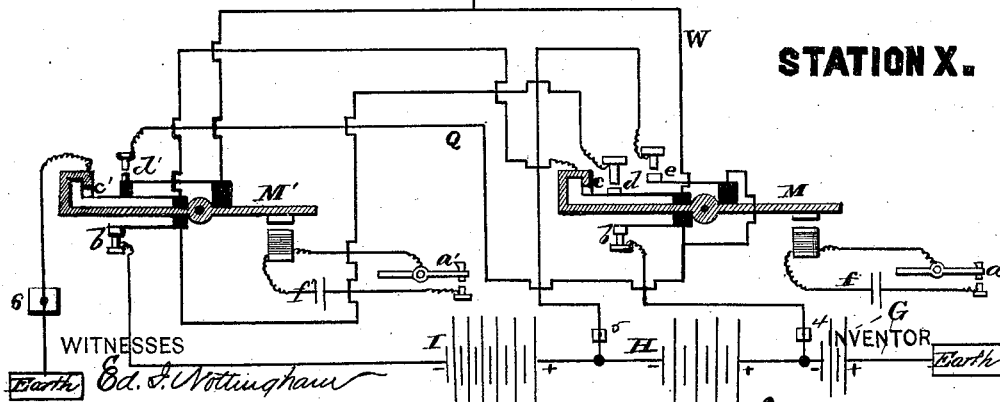 STATION X.
W
Q
d' c' M' b
c d e M b
a' f'
a f
6
I H 5 4 G
- + - + - +
WITNESSES
INVENTOR
Earth
Ed. I. Nottingham
Earth